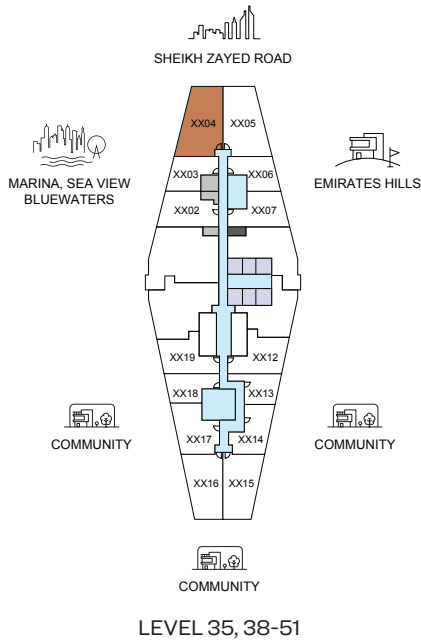 SHEIKH ZAYED ROAD
XX04
XX05
MARINA, SEA VIEW
BLUEWATERS
XX03
XX06
EMIRATES HILLS
XX02
XX07
XX19
XX12
XX18
XX13
COMMUNITY
XX17
XX14
COMMUNITY
XX16
XX15
COMMUNITY
LEVEL 35, 38-51